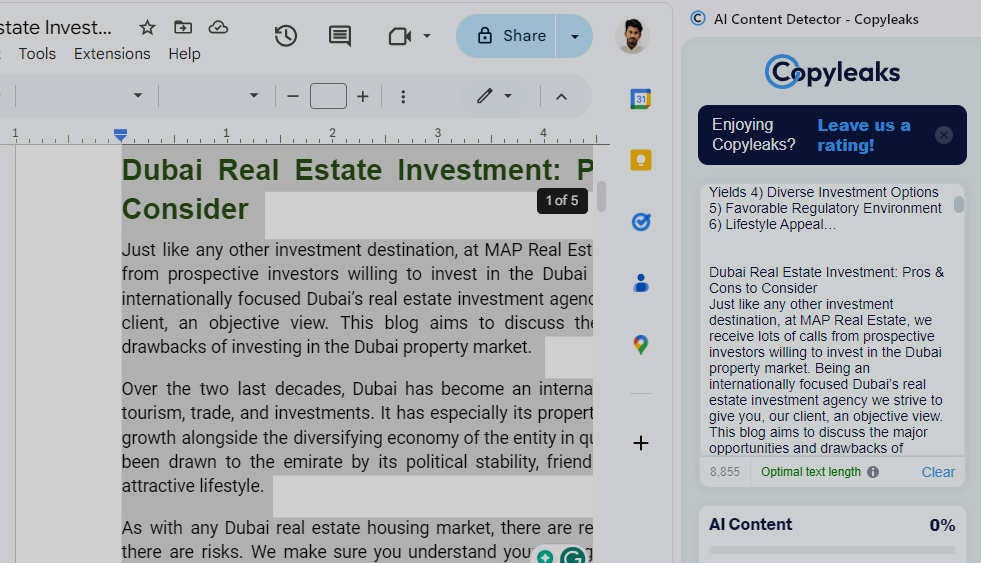 state Invest...
Tools Extensions Help
Share
1 1 2 3 4
31
Dubai Real Estate Investment: P
Consider
1 of 5
Just like any other investment destination, at MAP Real Est
from prospective investors willing to invest in the Dubai
internationally focused Dubai's real estate investment agenc
client, an objective view. This blog aims to discuss the
drawbacks of investing in the Dubai property market.
Over the two last decades, Dubai has become an interna
tourism, trade, and investments. It has especially its propert
growth alongside the diversifying economy of the entity in qu
been drawn to the emirate by its political stability, friend
attractive lifestyle.
As with any Dubai real estate housing market, there are re
there are risks. We make sure you understand you
AI Content Detector - Copyleaks
Copyleaks
Enjoying Copyleaks? Leave us a rating!
Yields 4) Diverse Investment Options
5) Favorable Regulatory Environment
6) Lifestyle Appeal…
Dubai Real Estate Investment: Pros &
Cons to Consider
Just like any other investment
destination, at MAP Real Estate, we
receive lots of calls from prospective
investors willing to invest in the Dubai
property market. Being an
internationally focused Dubai's real
estate investment agency we strive to
give you, our client, an objective view.
This blog aims to discuss the major
opportunities and drawbacks of
8,855 Optimal text length Clear
AI Content 0%